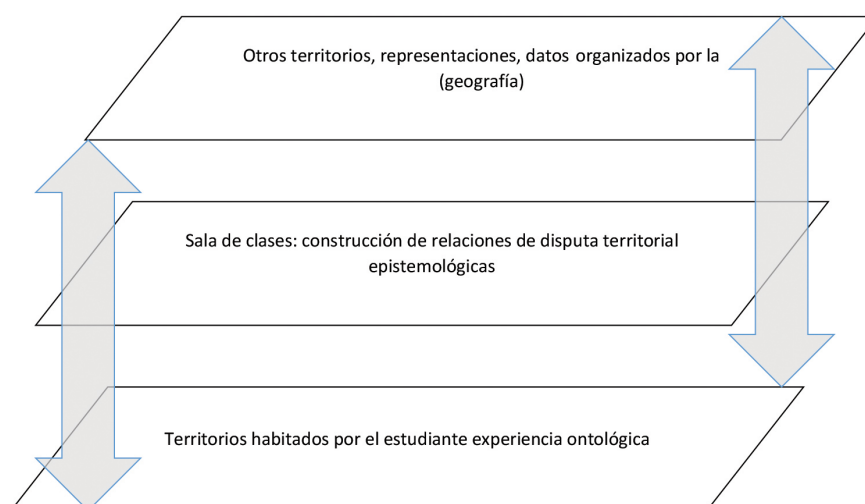 Otros territorios, representaciones, datos organizados por la
(geografía)
Sala de clases: construcción de relaciones de disputa territorial
epistemológicas
Territorios habitados por el estudiante experiencia ontológica